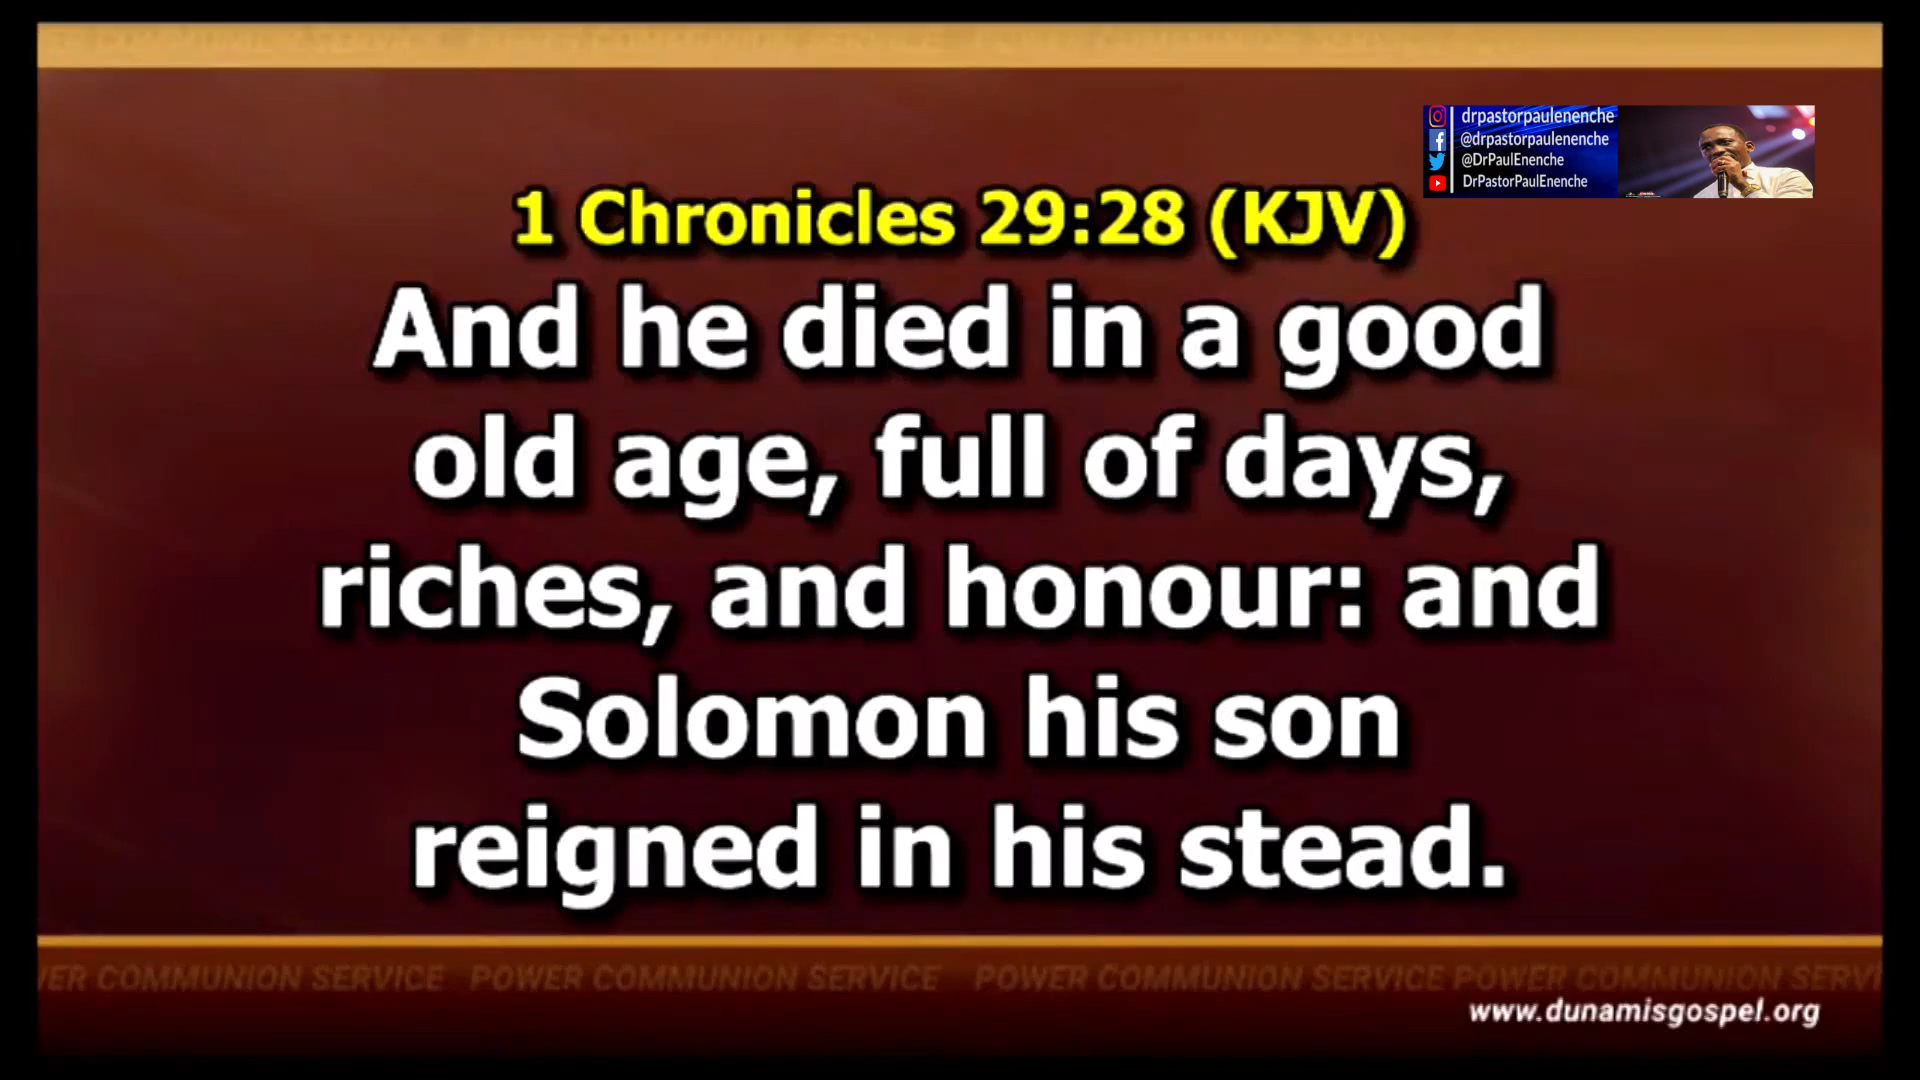 drpastorpaulenenche
@drpastorpaulenenche
@DrPaulEnenche
DrPastorPaulEnenche
1 Chronicles 29:28 (KJV)
And he died in a good
old age, full of days,
riches, and honour: and
Solomon his son
reigned in his stead.
VER COMMUNION SERVICE POWER COMMUNION SERVICE POWER COMMUNION SERVICE POWER COMMUNION SERVI
www.dunamisgospel.org